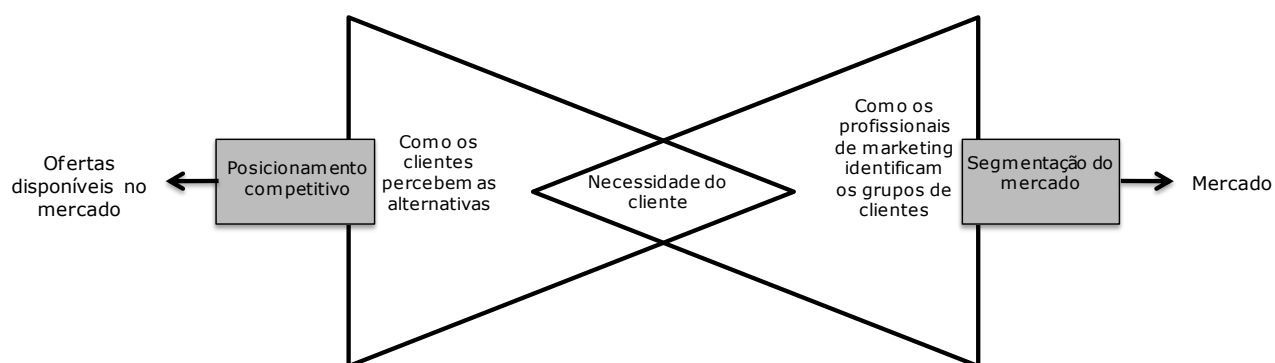 Ofertas
disponíveis no
mercado
Posicionamento
competitivo
Como os
clientes
percebem as
alternativas
Necessidade do
cliente
Como os
profissionais
de marketing
identificam
os grupos de
clientes
Segmentação do
mercado
Mercado